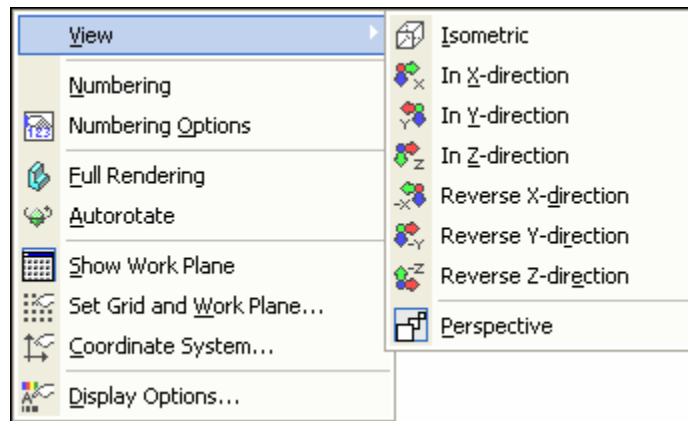 View
Numbering
Numbering Options
Full Rendering
Autorotate
Show Work Plane
Set Grid and Work Plane...
Coordinate System...
Display Options...
Isometric
In X-direction
In Y-direction
In Z-direction
Reverse X-direction
Reverse Y-direction
Reverse Z-direction
Perspective
123
X
Y
Z
-X
-Y
-Z
A